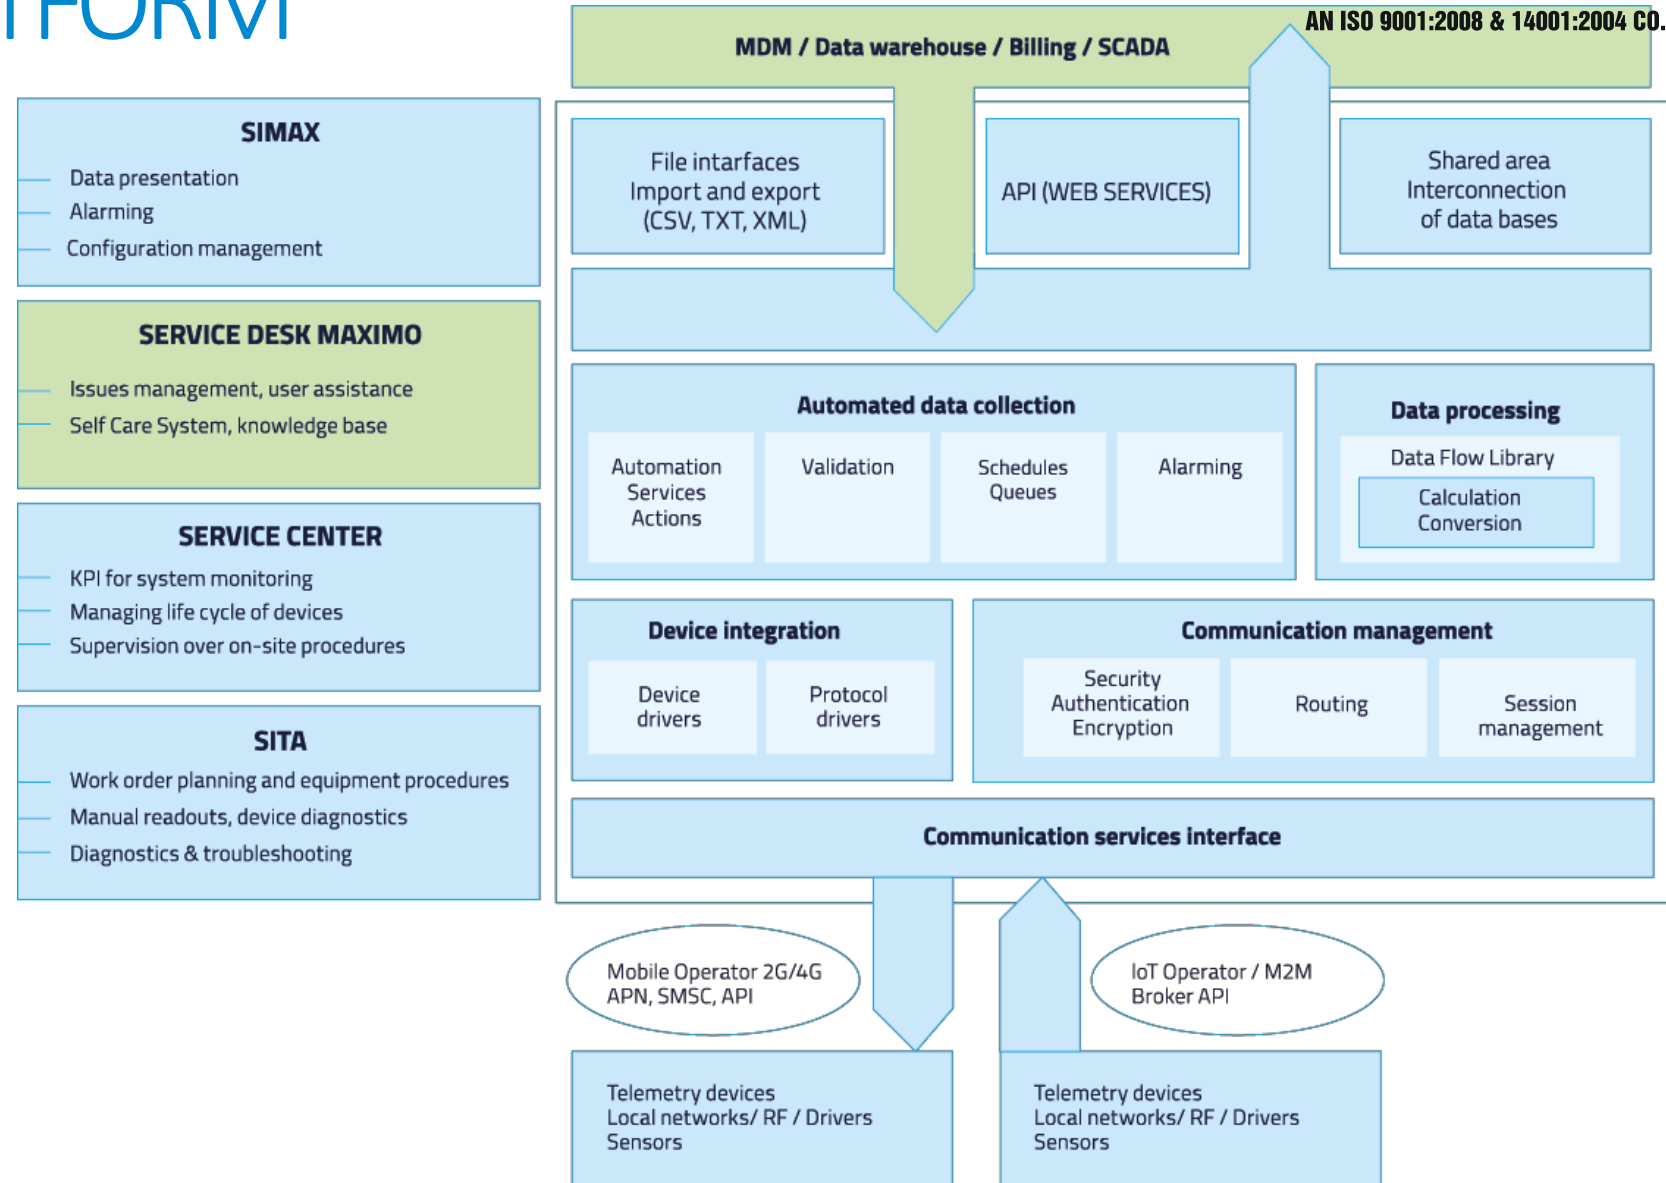 TFORM
AN ISO 9001:2008 & 14001:2004 CO.
MDM / Data warehouse / Billing / SCADA
SIMAX
Data presentation
Alarming
Configuration management
SERVICE DESK MAXIMO
Issues management, user assistance
Self Care System, knowledge base
SERVICE CENTER
KPI for system monitoring
Managing life cycle of devices
Supervision over on-site procedures
SITA
Work order planning and equipment procedures
Manual readouts, device diagnostics
Diagnostics & troubleshooting
File intarfaces
Import and export
(CSV, TXT, XML)
API (WEB SERVICES)
Shared area
Interconnection
of data bases
Automated data collection
Automation
Services
Actions
Validation
Schedules
Queues
Alarming
Data processing
Data Flow Library
Calculation
Conversion
Device integration
Device
drivers
Protocol
drivers
Communication management
Security
Authentication
Encryption
Routing
Session
management
Communication services interface
Mobile Operator 2G/4G
APN, SMSC, API
IoT Operator / M2M
Broker API
Telemetry devices
Local networks/ RF / Drivers
Sensors
Telemetry devices
Local networks/ RF / Drivers
Sensors